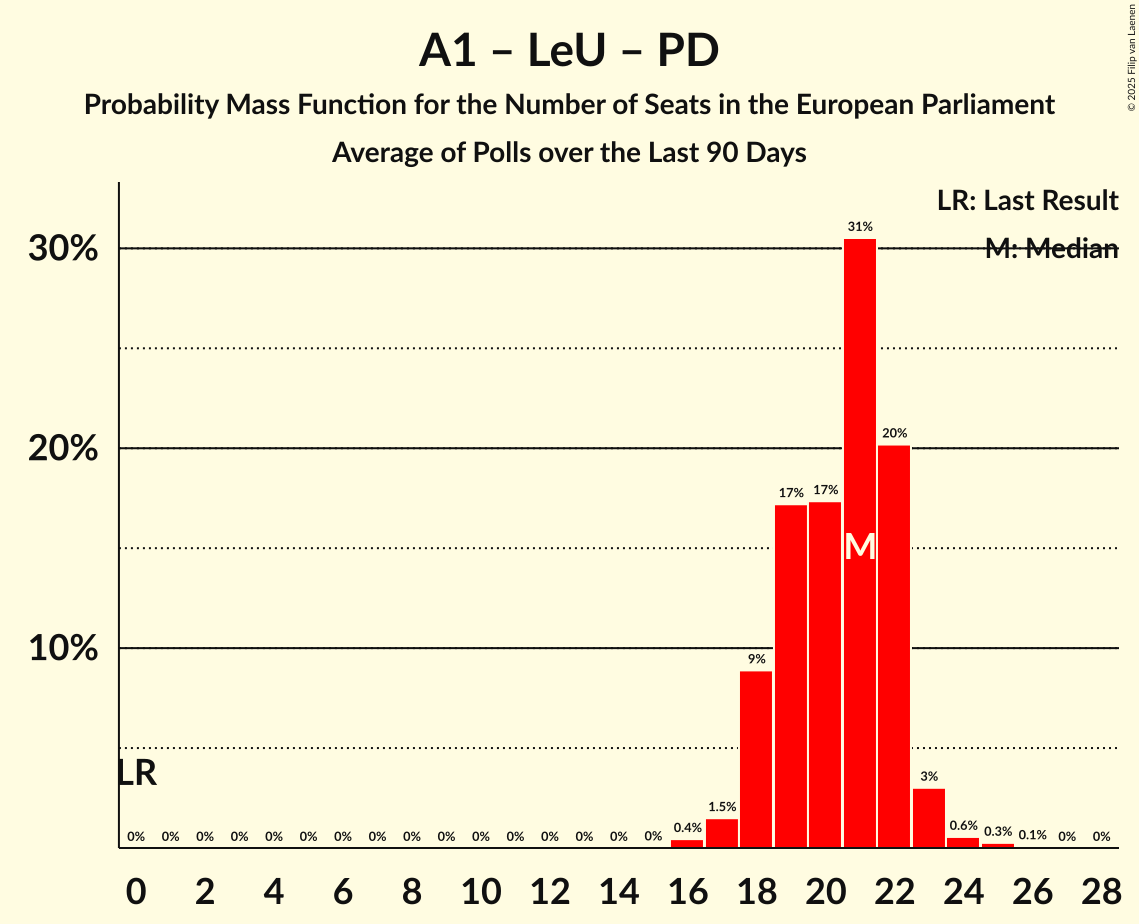 A1 – LeU – PD
Probability Mass Function for the Number of Seats in the European Parliament
Average of Polls over the Last 90 Days
© 2025 Filip van Laenen
LR: Last Result
M: Median
30%
20%
10%
31%
20%
17% 17%
M
9%
LR
3%
1.5%
0% 0% 0% 0% 0% 0% 0% 0% 0% 0% 0% 0% 0% 0% 0% 0% 0.4% 0.6% 0.3% 0.1% 0% 0%
0 2 4 6 8 10 12 14 16 18 20 22 24 26 28